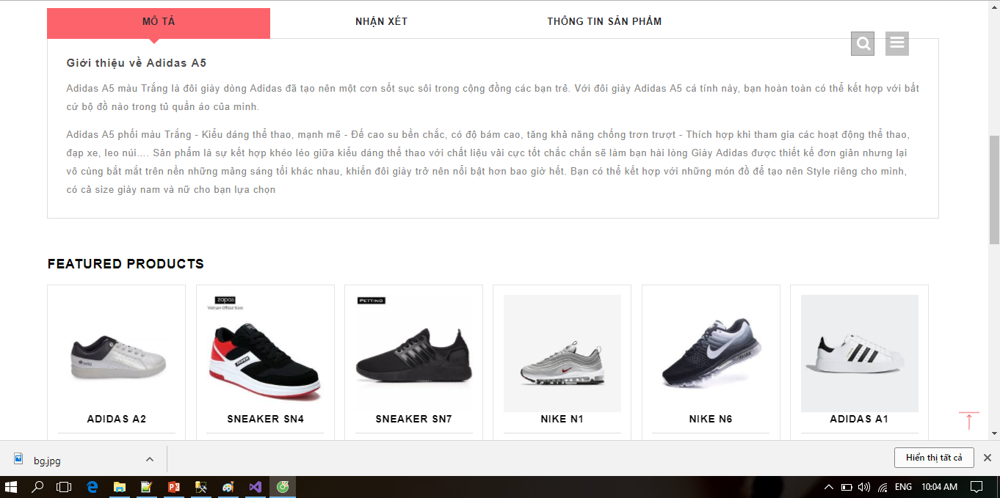 MÔ TẢ
NHẬN XÉT
THÔNG TIN SẢN PHẨM
Giới thiệu về Adidas A5
Adidas A5 màu Trắng là đôi giày dòng Adidas đã tạo nên một cơn sốt sục sôi trong cộng đồng các bạn trẻ. Với đôi giày Adidas A5 cá tính này, bạn hoàn toàn có thể kết hợp với bất
cứ bộ đồ nào trong tủ quần áo của mình.
Adidas A5 phối màu Trắng - Kiểu dáng thể thao, mạnh mẽ - Đế cao su bền chắc, có độ bám cao, tăng khả năng chống trơn trượt - Thích hợp khi tham gia các hoạt động thể thao,
đạp xe, leo núi.... Sản phẩm là sự kết hợp khéo léo giữa kiểu dáng thể thao với chất liệu vải cực tốt chắc chắn sẽ làm bạn hài lòng Giày Adidas được thiết kế đơn giản nhưng lại
vô cùng bắt mắt trên nền những mảng sáng tối khác nhau, khiến đôi giày trở nên nổi bật hơn bao giờ hết. Bạn có thể kết hợp với những món đồ để tạo nên Style riêng cho mình,
có cả size giày nam và nữ cho bạn lựa chọn
FEATURED PRODUCTS
zapas
Vietnam Official Store
PETTINO
ADIDAS A2
SNEAKER SN4
SNEAKER SN7
NIKE N1
NIKE N6
ADIDAS A1
bg.jpg
Hiển thị tất cả
ENG
10:04 AM